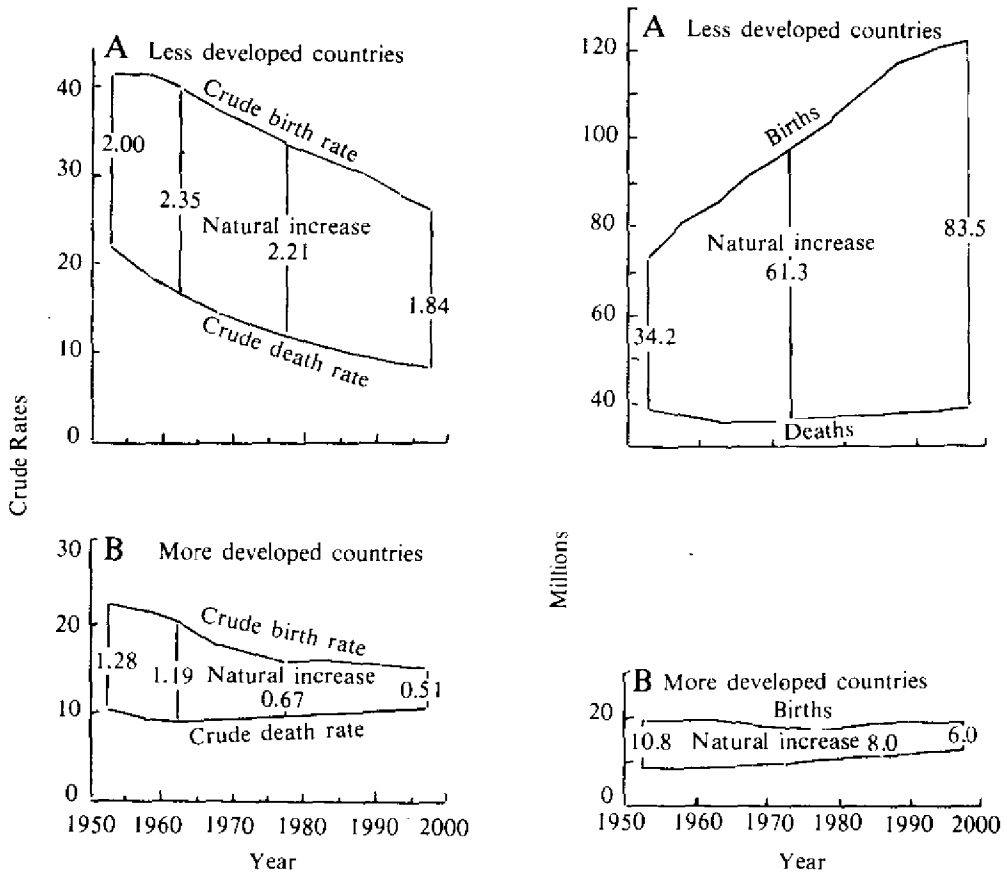 A Less developed countries
40
30
20
10
0
Crude birth rate
2.00
2.35
Natural increase
2.21
1.84
Crude death rate
Crude Rates
B More developed countries
30
20
10
0
Crude birth rate
1.28
1.19
Natural increase
0.67
0.51
Crude death rate
1950 1960 1970 1980 1990 2000
Year
A Less developed countries
120
100
80
60
40
Births
Natural increase
61.3
83.5
34.2
Deaths
Millions
B More developed countries
Births
20
0
10.8 Natural increase 8.0 6.0
1950 1960 1970 1980 1990 2000
Year